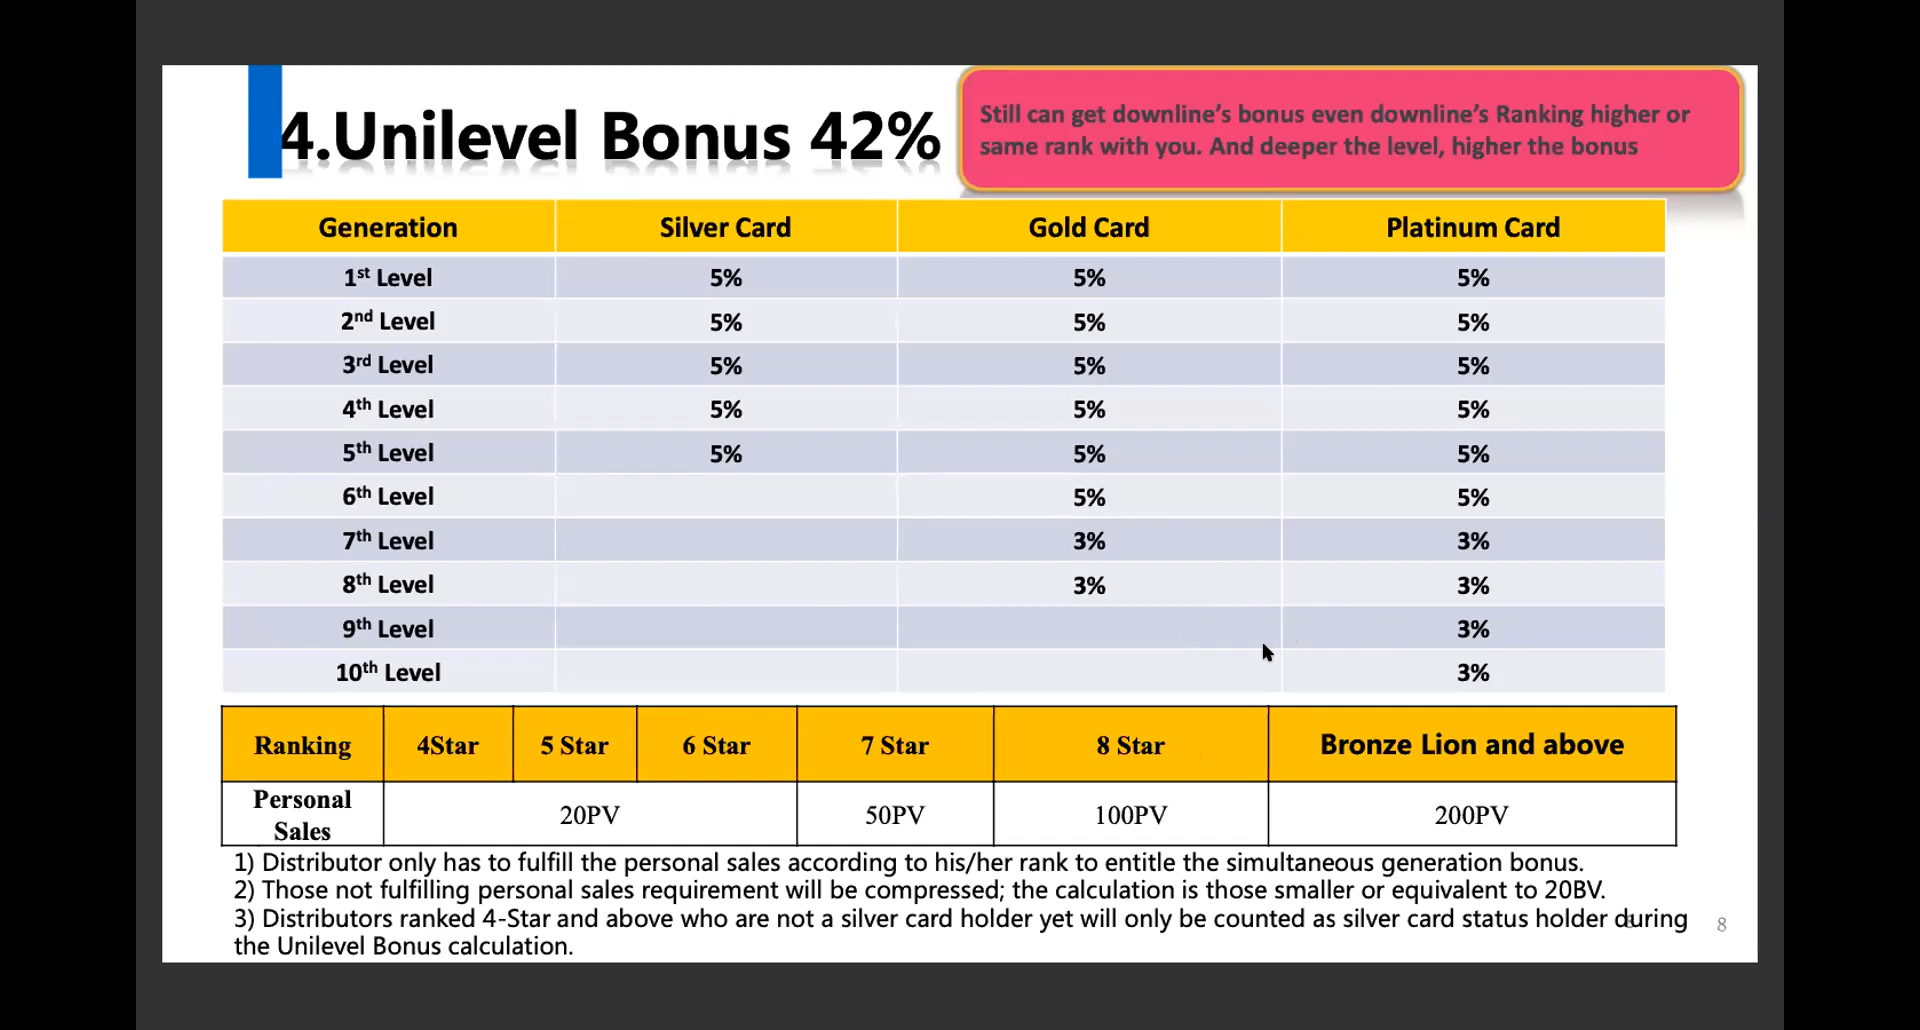 4.Unilevel Bonus 42%
Still can get downline's bonus even downline's Ranking higher or
same rank with you. And deeper the level, higher the bonus
Generation Silver Card Gold Card Platinum Card
1st Level 5% 5% 5%
2nd Level 5% 5% 5%
3rd Level 5% 5% 5%
4th Level 5% 5% 5%
5th Level 5% 5% 5%
6th Level 5% 5%
7th Level 3% 3%
8th Level 3% 3%
9th Level 3%
10th Level 3%
Ranking 4Star 5 Star 6 Star 7 Star 8 Star Bronze Lion and above
Personal
Sales 20PV 50PV 100PV 200PV
1) Distributor only has to fulfill the personal sales according to his/her rank to entitle the simultaneous generation bonus.
2) Those not fulfilling personal sales requirement will be compressed; the calculation is those smaller or equivalent to 20BV.
3) Distributors ranked 4-Star and above who are not a silver card holder yet will only be counted as silver card status holder during
the Unilevel Bonus calculation.
8